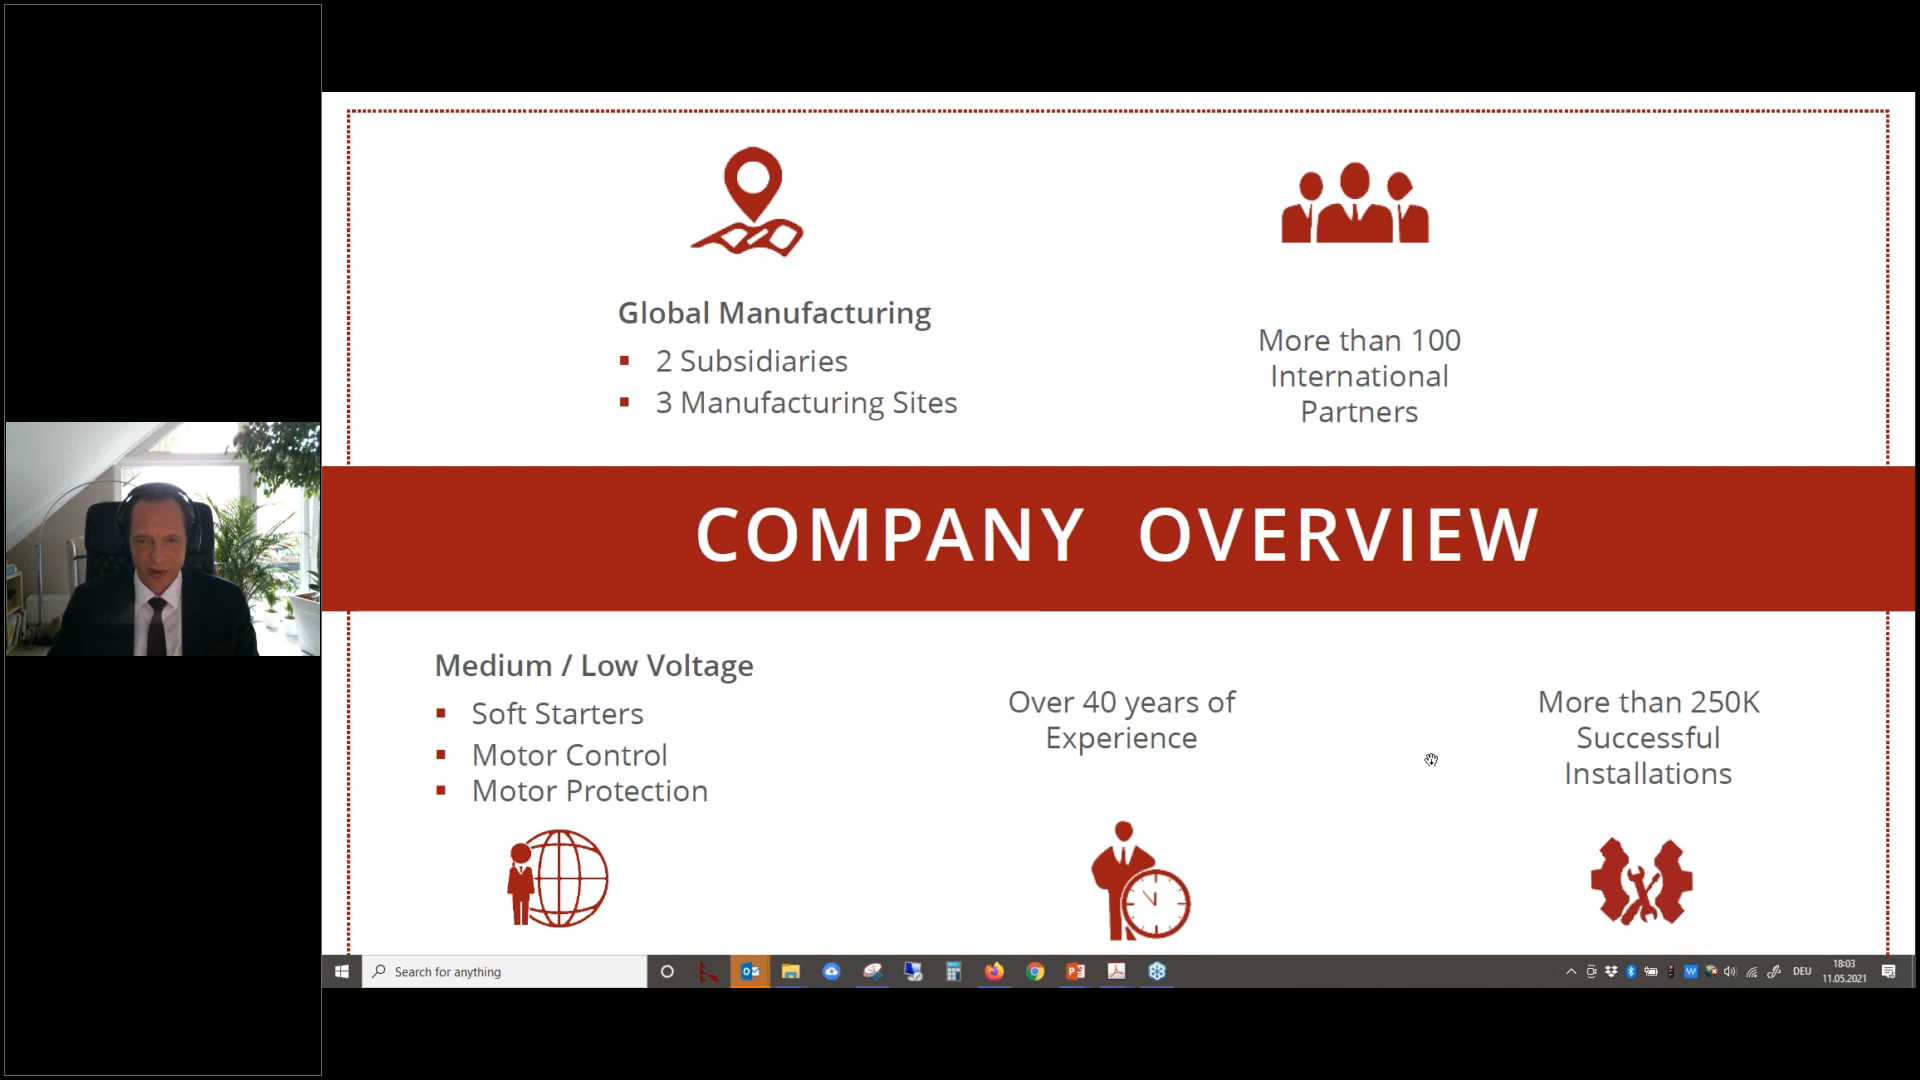 Global Manufacturing
2 Subsidiaries
3 Manufacturing Sites
More than 100
International
Partners
COMPANY OVERVIEW
Medium / Low Voltage
Soft Starters
Motor Control
Motor Protection
Over 40 years of
Experience
More than 250K
Successful
Installations
Search for anything
DEU
18:03
11.05.2021